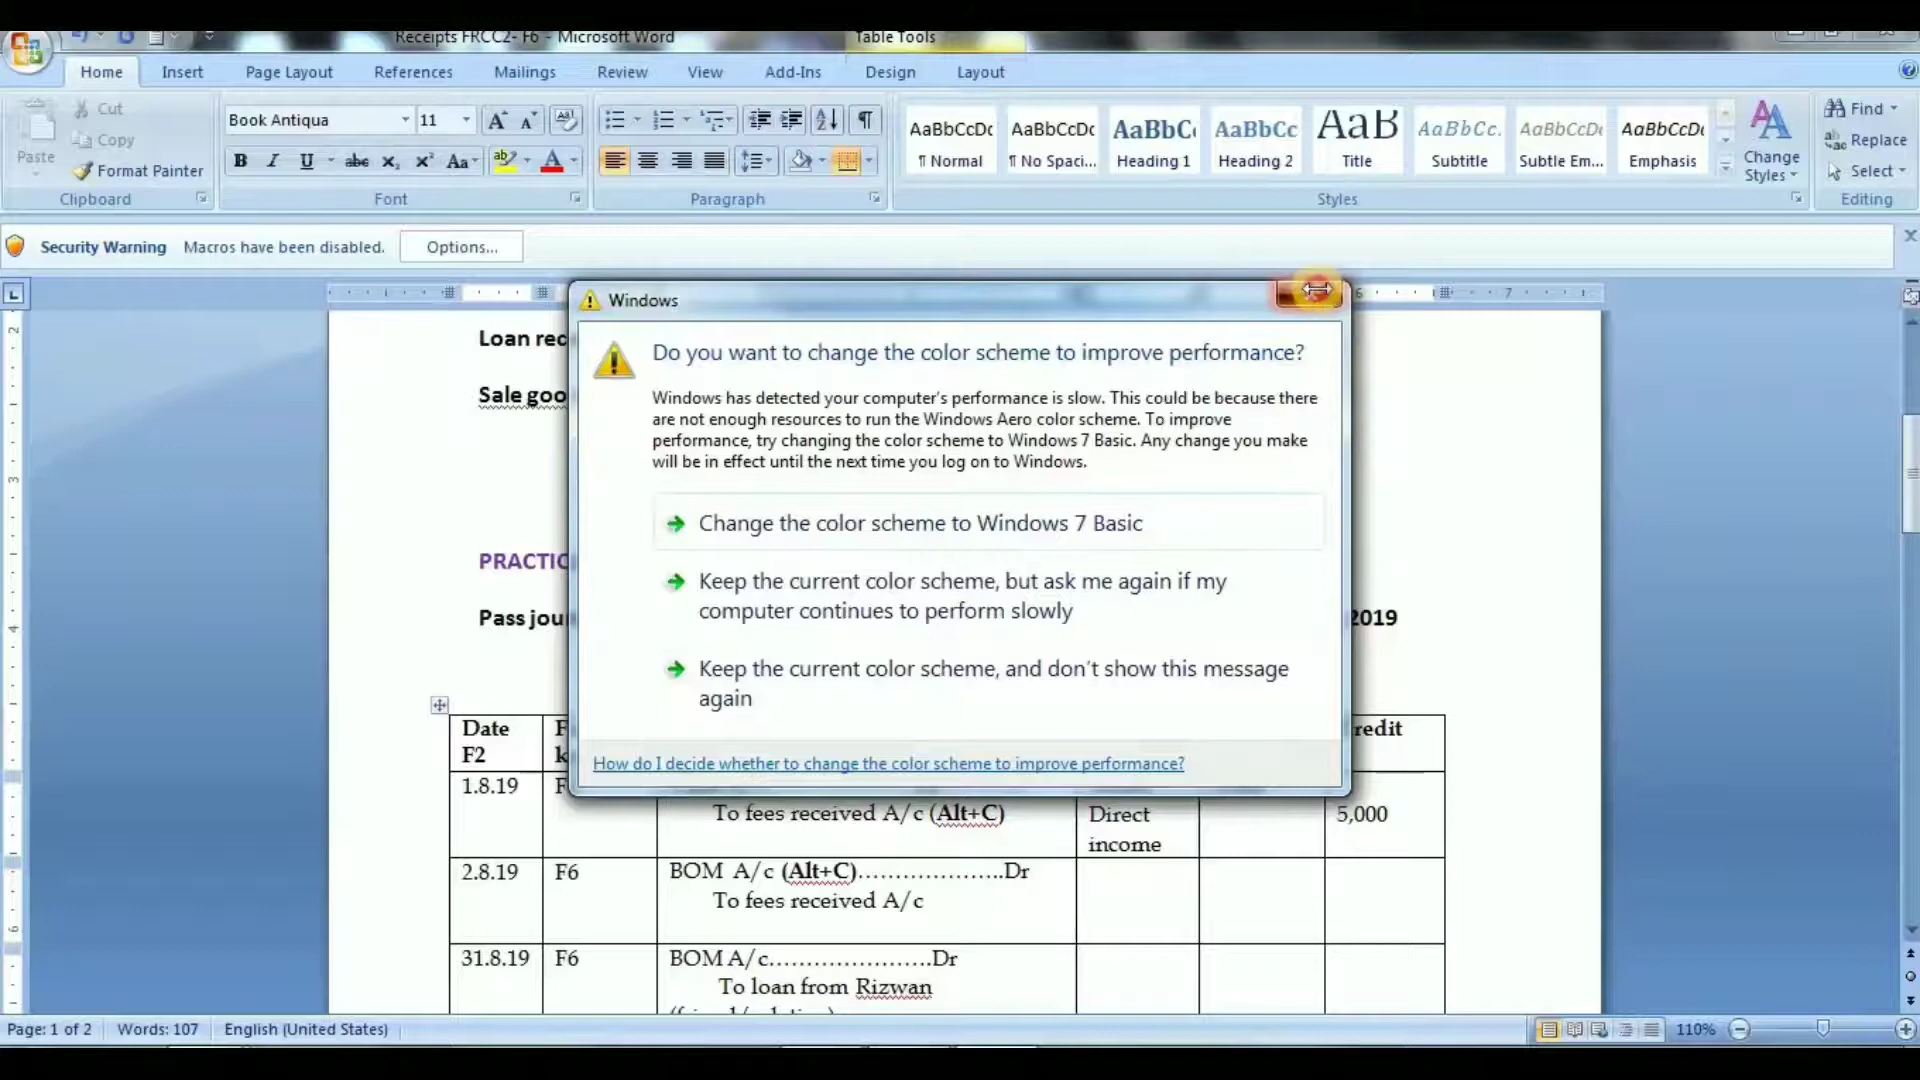 Receipts FRCC2- F6 - Microsoft Word
Table Tools
Home Insert Page Layout References Mailings Review View Add-Ins Design Layout
Paste
Cut
Copy
Format Painter
Clipboard
Book Antiqua 11
Font
Paragraph
AaBbCcDc AaBbCcDc AaBbC AaBbCc AaB AaBbCc. AaBbCcD AaBbCcD
¶ Normal ¶ No Spaci... Heading 1 Heading 2 Title Subtitle Subtle Em... Emphasis
Styles
Change
Styles
Find
Replace
Select
Editing
Security Warning Macros have been disabled. Options...
Windows
Do you want to change the color scheme to improve performance?
Windows has detected your computer's performance is slow. This could be because there
are not enough resources to run the Windows Aero color scheme. To improve
performance, try changing the color scheme to Windows 7 Basic. Any change you make
will be in effect until the next time you log on to Windows.
Change the color scheme to Windows 7 Basic
Keep the current color scheme, but ask me again if my
computer continues to perform slowly
Keep the current color scheme, and don't show this message
again
How do I decide whether to change the color scheme to improve performance?
Loan rec
Sale goo
PRACTIC
Pass jou 2019
Date
F2
redit
1.8.19
To fees received A/c (Alt+C) Direct
income 5,000
2.8.19 F6 BOM A/c (Alt+C)…………………..Dr
To fees received A/c
31.8.19 F6 BOM A/c………………….Dr
To loan from Rizwan
Page: 1 of 2 Words: 107 English (United States) 110%